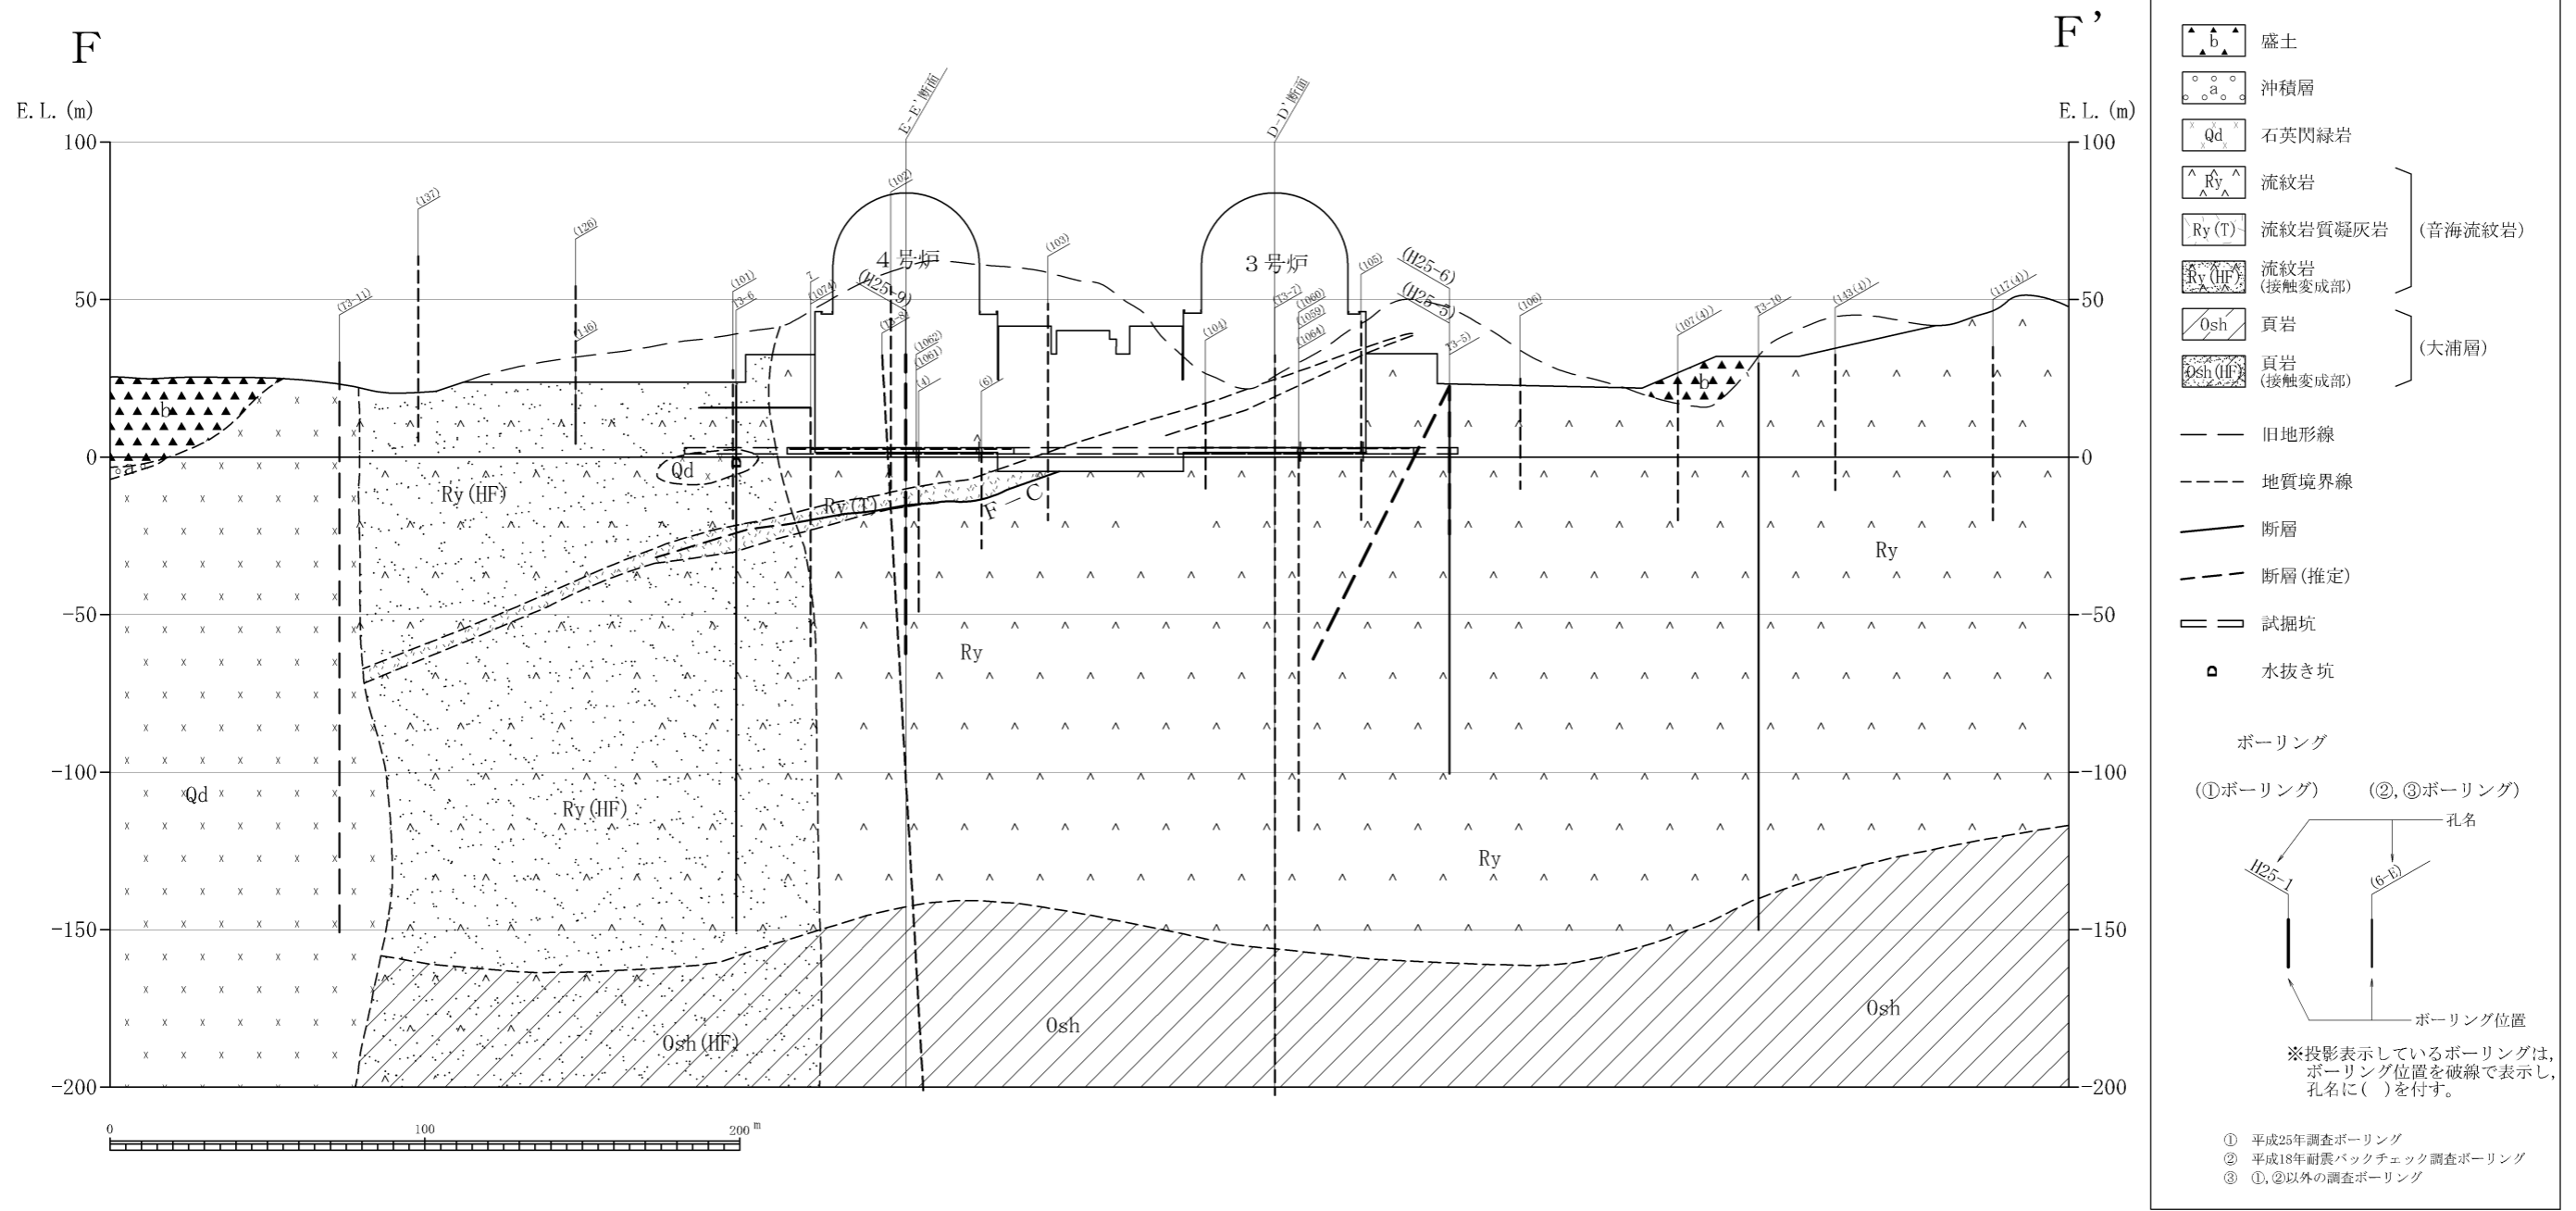 F
F'
E.L.(m)
E.L.(m)
100
50
0
-50
-100
-150
-200
100
50
0
-50
-100
-150
-200
E-E'断面
D-D'断面
(T3-11)
(137)
(126)
(146)
(101)
T3-6
7
(1074)
(102)
(H25-9)
(T3-8)
(1062)
(1061)
(4)
(6)
(103)
(104)
(T3-7)
(1060)
(1059)
(1064)
(105)
(H25-6)
(H25-5)
T3-5)
(106)
(107(4))
T3-10
(143(4))
(117(4))
4号炉
3号炉
b
a
b
Qd
Ry(HF)
Ry(T)
F-C
Ry
Ry
Qd
Ry(HF)
Ry
Osh(HF)
Osh
Osh
0 100 200 m
b 盛土
a 沖積層
Qd 石英閃緑岩
Ry 流紋岩
Ry(T) 流紋岩質凝灰岩
(音海流紋岩)
Ry(HF) 流紋岩
(接触変成部)
Osh 頁岩
(大浦層)
Osh(HF) 頁岩
(接触変成部)
旧地形線
地質境界線
断層
断層(推定)
試掘坑
水抜き坑
ボーリング
(①ボーリング) (②,③ボーリング)
孔名
H25-1
(6-E)
ボーリング位置
※投影表示しているボーリングは,
ボーリング位置を破線で表示し,
孔名に( )を付す。
① 平成25年調査ボーリング
② 平成18年耐震バックチェック調査ボーリング
③ ①,②以外の調査ボーリング